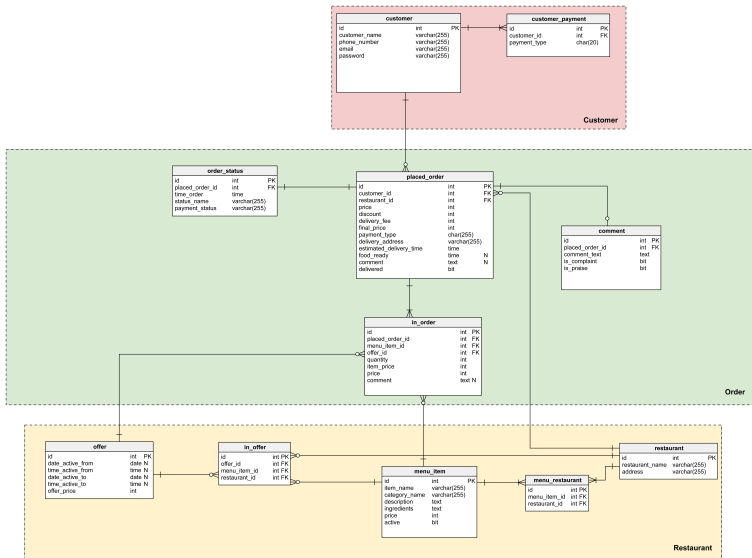 customer
id int PK
customer_name varchar(255)
phone_number varchar(255)
email varchar(255)
password varchar(255)
customer_payment
id int PK
customer_id int FK
payment_type char(20)
Customer
order_status
id int PK
placed_order_id int FK
time_order time
status_name varchar(255)
payment_status varchar(255)
placed_order
id int PK
customer_id int FK
restaurant_id int FK
price int
discount int
delivery_fee int
final_price int
payment_type char(255)
delivery_address varchar(255)
estimated_delivery_time time
food_ready time N
comment text N
delivered bit
comment
id int PK
placed_order_id int FK
comment_text text
is_complaint bit
is_praise bit
in_order
id int PK
placed_order_id int FK
menu_item_id int FK
offer_id int FK
quantity int
item_price int
price int
comment text N
Order
offer
id int PK
date_active_from date N
time_active_from time N
date_active_to date N
time_active_to time N
offer_price int
in_offer
id int PK
offer_id int FK
menu_item_id int FK
restaurant_id int FK
menu_item
id int PK
item_name varchar(255)
category_name varchar(255)
description text
ingredients text
price int
active bit
menu_restaurant
id int PK
menu_item_id int FK
restaurant_id int FK
restaurant
id int PK
restaurant_name varchar(255)
address varchar(255)
Restaurant